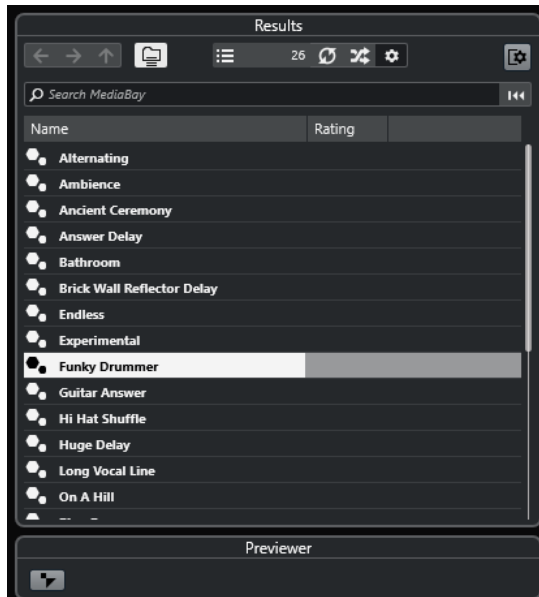 Results
26
Search MediaBay
Name Rating
Alternating
Ambience
Ancient Ceremony
Answer Delay
Bathroom
Brick Wall Reflector Delay
Endless
Experimental
Funky Drummer
Guitar Answer
Hi Hat Shuffle
Huge Delay
Long Vocal Line
On A Hill
Previewer